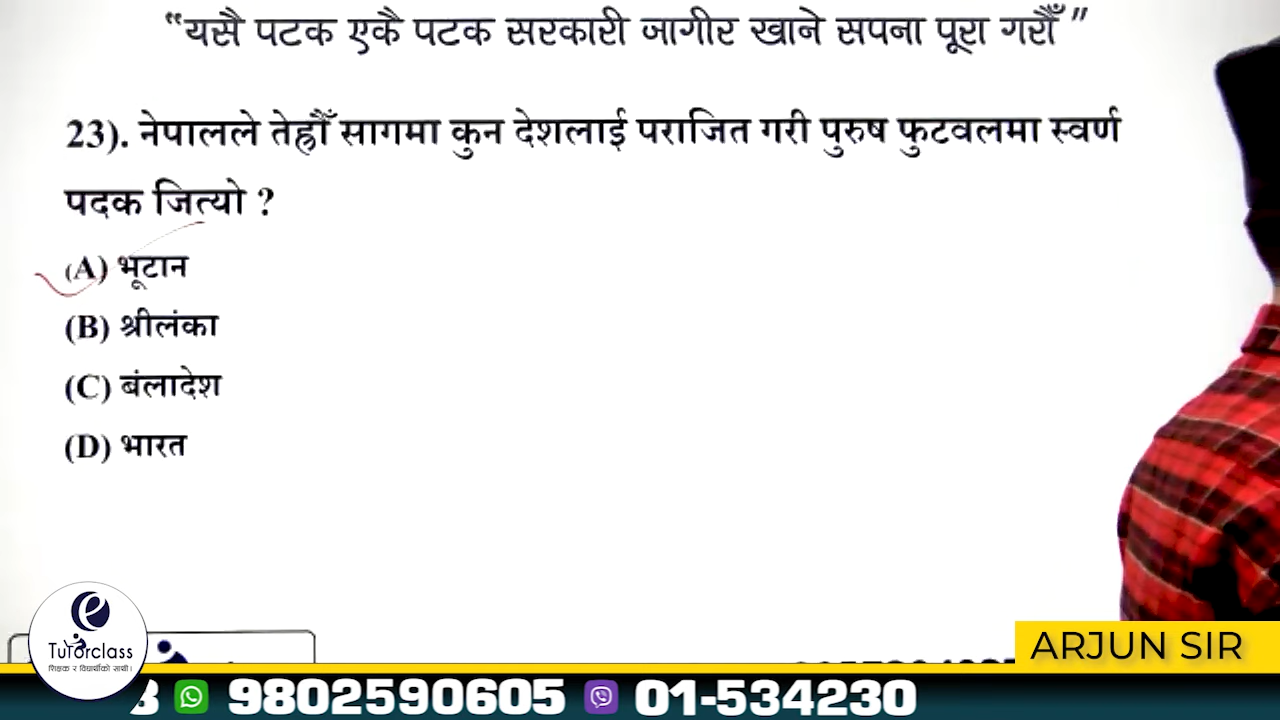 “यसै पटक एकै पटक सरकारी जागीर खाने सपना पूरा गरौँ”
23). नेपालले तेह्रौँ सागमा कुन देशलाई पराजित गरी पुरुष फुटवलमा स्वर्ण
पदक जित्यो ?
(A) भूटान
(B) श्रीलंका
(C) बंलादेश
(D) भारत
e
Tutorclass
शिक्षक र विद्यार्थीको साथी।
ARJUN SIR
9802590605 01-534230